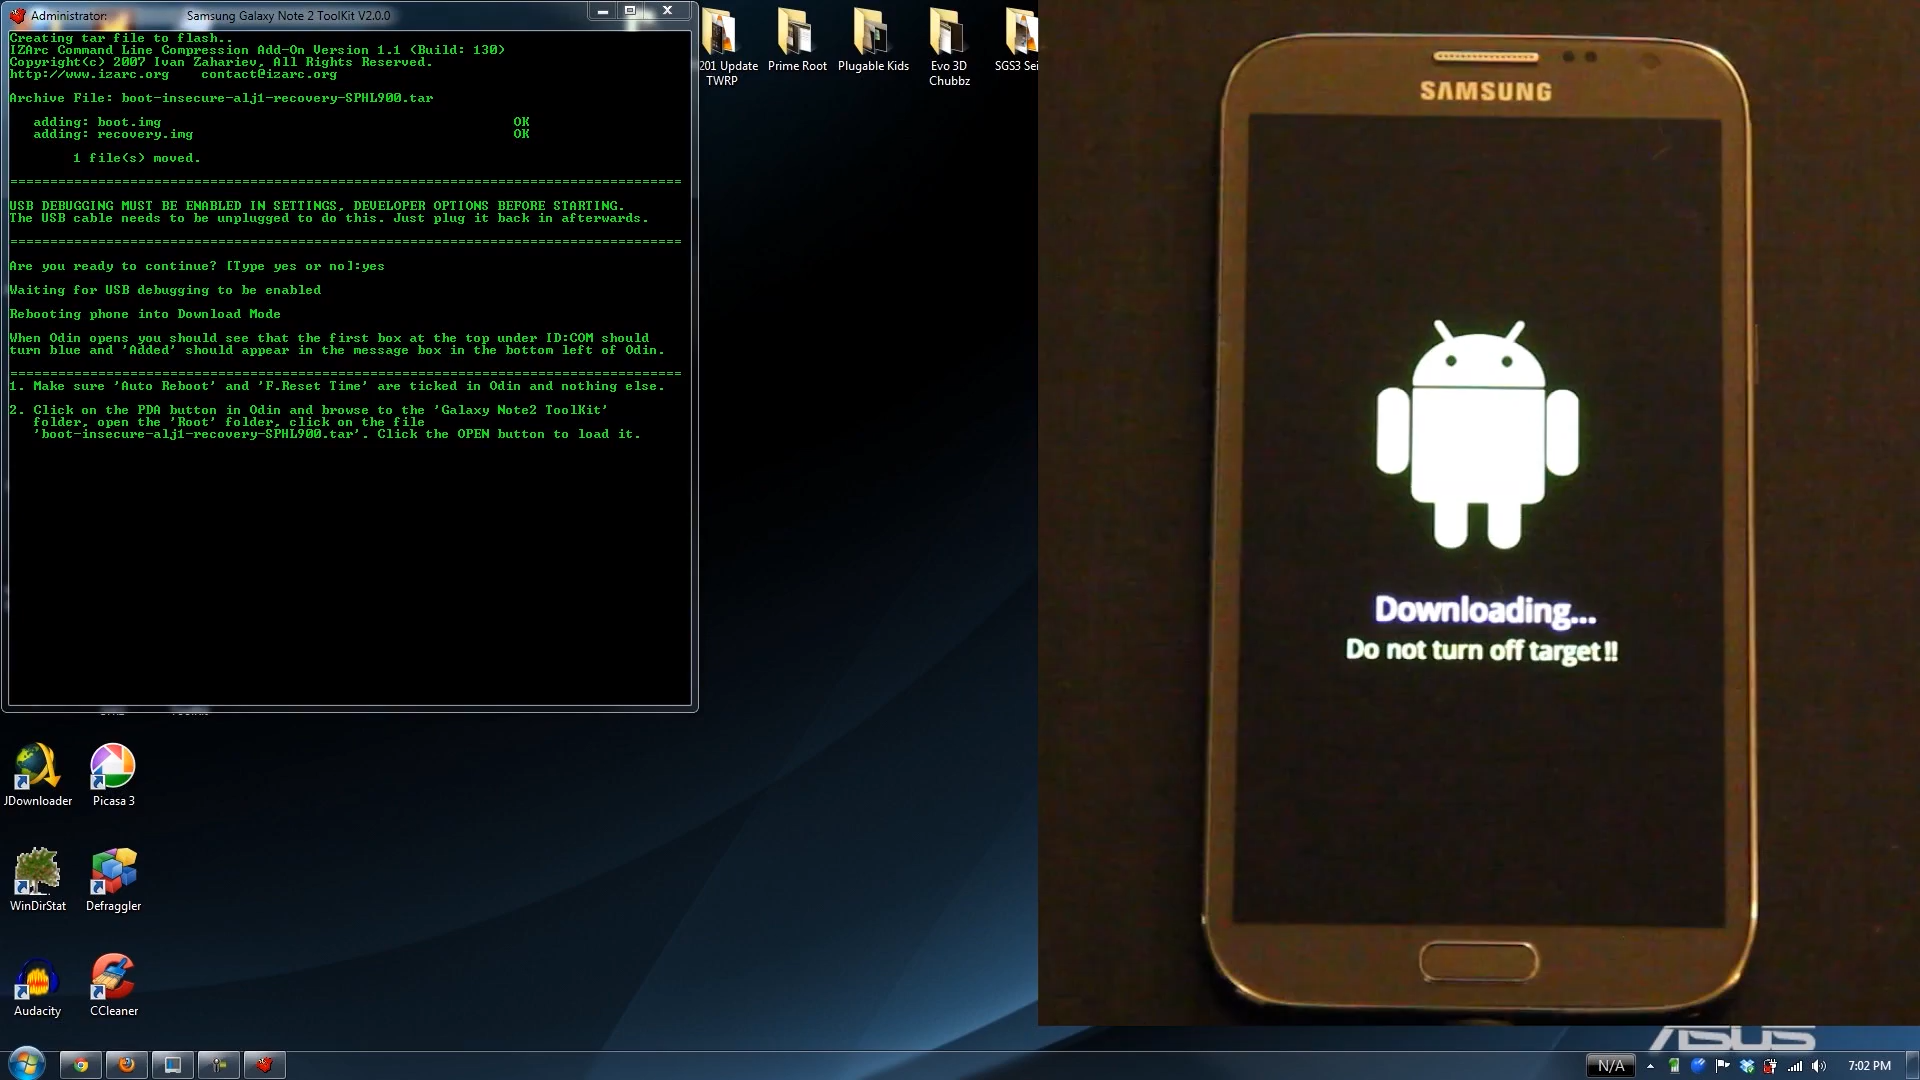 Administrator: Samsung Galaxy Note 2 ToolKit V2.0.0
Creating tar file to flash..
IZArc Command Line Compression Add-On Version 1.1 (Build: 130)
Copyright(c) 2007 Ivan Zahariev, All Rights Reserved.
http://www.izarc.org    contact@izarc.org
Archive File: boot-insecure-alj1-recovery-SPHL900.tar
adding: boot.img OK
adding: recovery.img OK
1 file(s) moved.
USB DEBUGGING MUST BE ENABLED IN SETTINGS, DEVELOPER OPTIONS BEFORE STARTING.
The USB cable needs to be unplugged to do this. Just plug it back in afterwards.
Are you ready to continue? [Type yes or no]:yes
Waiting for USB debugging to be enabled
Rebooting phone into Download Mode
When Odin opens you should see that the first box at the top under ID:COM should
turn blue and 'Added' should appear in the message box in the bottom left of Odin.
1. Make sure 'Auto Reboot' and 'F.Reset Time' are ticked in Odin and nothing else.
2. Click on the PDA button in Odin and browse to the 'Galaxy Note2 ToolKit'
folder, open the 'Root' folder, click on the file
'boot-insecure-alj1-recovery-SPHL900.tar'. Click the OPEN button to load it.
201 Update
TWRP
Prime Root
Plugable Kids
Evo 3D
Chubbz
SGS3 Sei
SAMSUNG
Downloading...
Do not turn off target !!
JDownloader
Picasa 3
WinDirStat
Defraggler
Audacity
CCleaner
ASUS
N/A
7:02 PM